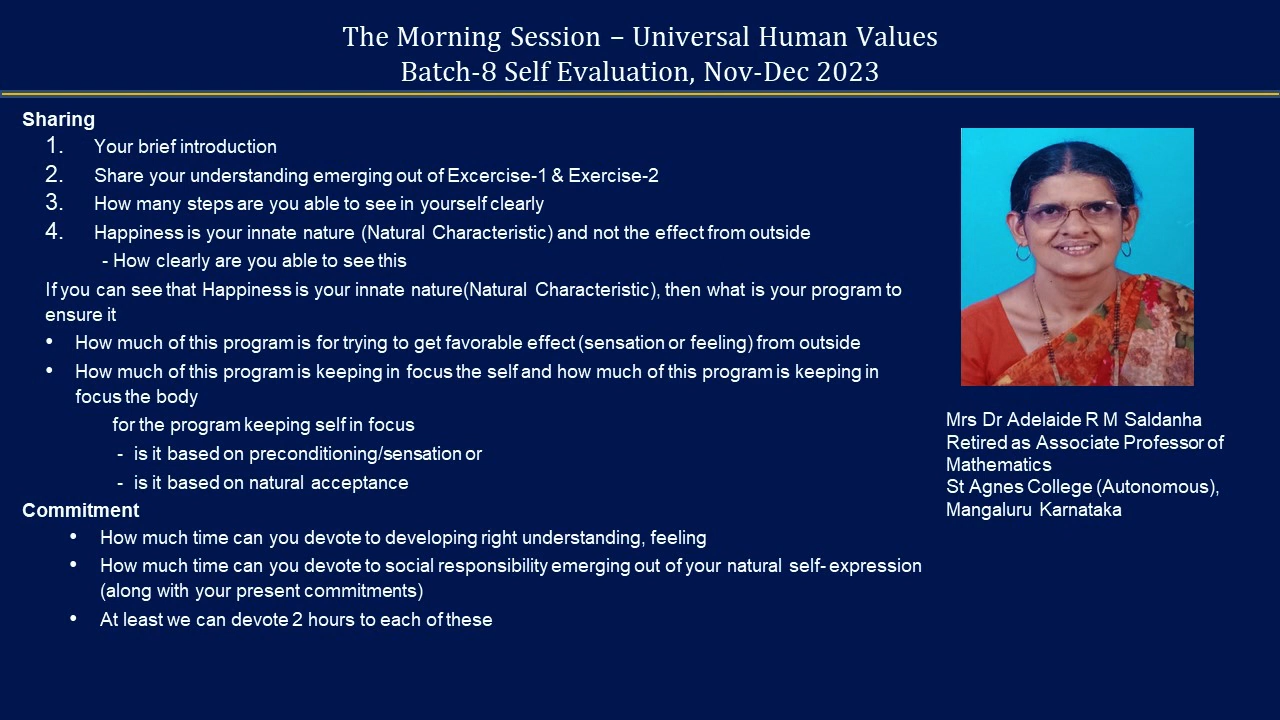 The Morning Session – Universal Human Values
Batch-8 Self Evaluation, Nov-Dec 2023
Sharing
1. Your brief introduction
2. Share your understanding emerging out of Excercise-1 & Exercise-2
3. How many steps are you able to see in yourself clearly
4. Happiness is your innate nature (Natural Characteristic) and not the effect from outside
- How clearly are you able to see this
If you can see that Happiness is your innate nature(Natural Characteristic), then what is your program to
ensure it
• How much of this program is for trying to get favorable effect (sensation or feeling) from outside
• How much of this program is keeping in focus the self and how much of this program is keeping in
focus the body
for the program keeping self in focus
- is it based on preconditioning/sensation or
- is it based on natural acceptance
Commitment
• How much time can you devote to developing right understanding, feeling
• How much time can you devote to social responsibility emerging out of your natural self-expression
(along with your present commitments)
• At least we can devote 2 hours to each of these
Mrs Dr Adelaide R M Saldanha
Retired as Associate Professor of
Mathematics
St Agnes College (Autonomous),
Mangaluru Karnataka